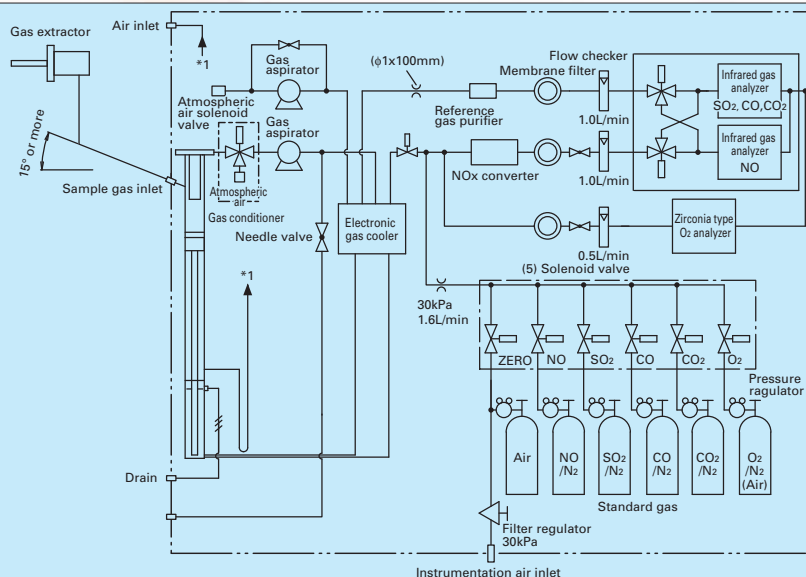 Air inlet
Gas extractor
*1
15° or more
Sample gas inlet
Gas
aspirator
Atmospheric
air solenoid
valve
Gas
aspirator
Atmospheric
air
Gas conditioner
Needle valve
*1
Electronic
gas cooler
Drain
(φ1x100mm)
Reference
gas purifier
Flow checker
Membrane filter
1.0L/min
Infrared gas
analyzer
SO2, CO,CO2
Infrared gas
analyzer
NO
NOx converter
1.0L/min
Zirconia type
O2 analyzer
0.5L/min
(5) Solenoid valve
30kPa
1.6L/min
ZERO
NO
SO2
CO
CO2
O2
Pressure
ragulator
Air
NO
/N2
SO2
/N2
CO
/N2
CO2
/N2
O2
/N2
(Air)
Standard gas
Filter regulator
30kPa
Instrumentation air inlet